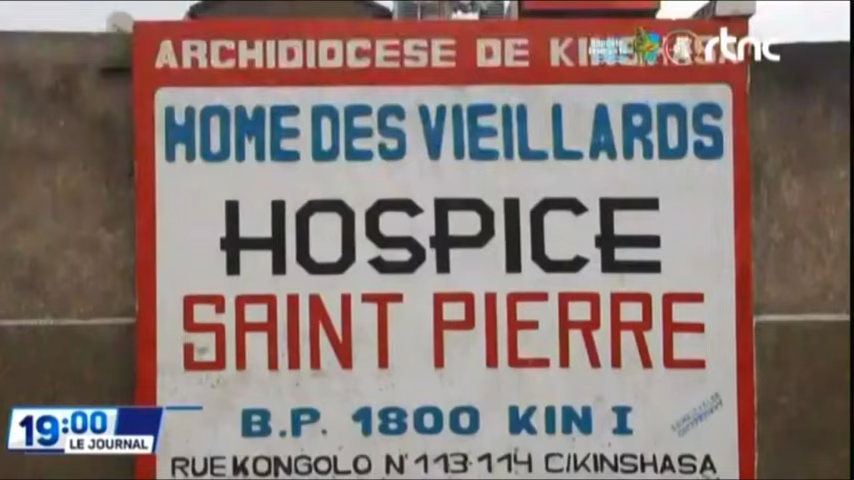 ARCHIDIOCESE DE
rtnc
HOME DES VIEILLARDS
HOSPICE
SAINT PIERRE
B.P. 1800 KIN I
RUE KONGOLO N° 113-114 C/KINSHASA
19:00
LE JOURNAL